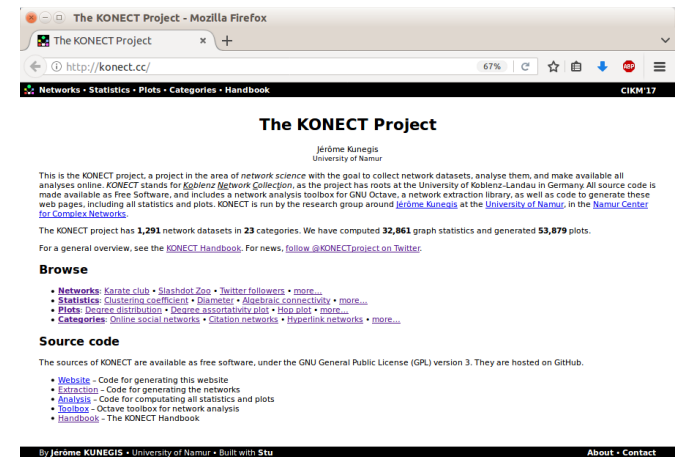 The KONECT Project - Mozilla Firefox
The KONECT Project × +
http://konect.cc/ 67% ABP
Networks • Statistics • Plots • Categories • Handbook CIKM'17
The KONECT Project
Jérôme Kunegis
University of Namur
This is the KONECT project, a project in the area of network science with the goal to collect network datasets, analyse them, and make available all
analyses online. KONECT stands for Koblenz Network Collection, as the project has roots at the University of Koblenz–Landau in Germany. All source code is
made available as Free Software, and includes a network analysis toolbox for GNU Octave, a network extraction library, as well as code to generate these
web pages, including all statistics and plots. KONECT is run by the research group around Jérôme Kunegis at the University of Namur, in the Namur Center
for Complex Networks.
The KONECT project has 1,291 network datasets in 23 categories. We have computed 32,861 graph statistics and generated 53,879 plots.
For a general overview, see the KONECT Handbook. For news, follow @KONECTproject on Twitter.
Browse
• Networks: Karate club • Slashdot Zoo • Twitter followers • more...
• Statistics: Clustering coefficient • Diameter • Algebraic connectivity • more...
• Plots: Degree distribution • Degree assortativity plot • Hop plot • more...
• Categories: Online social networks • Citation networks • Hyperlink networks • more...
Source code
The sources of KONECT are available as free software, under the GNU General Public License (GPL) version 3. They are hosted on GitHub.
• Website – Code for generating this website
• Extraction – Code for generating the networks
• Analysis – Code for computing all statistics and plots
• Toolbox – Octave toolbox for network analysis
• Handbook – The KONECT Handbook
By Jérôme KUNEGIS • University of Namur • Built with Stu About • Contact